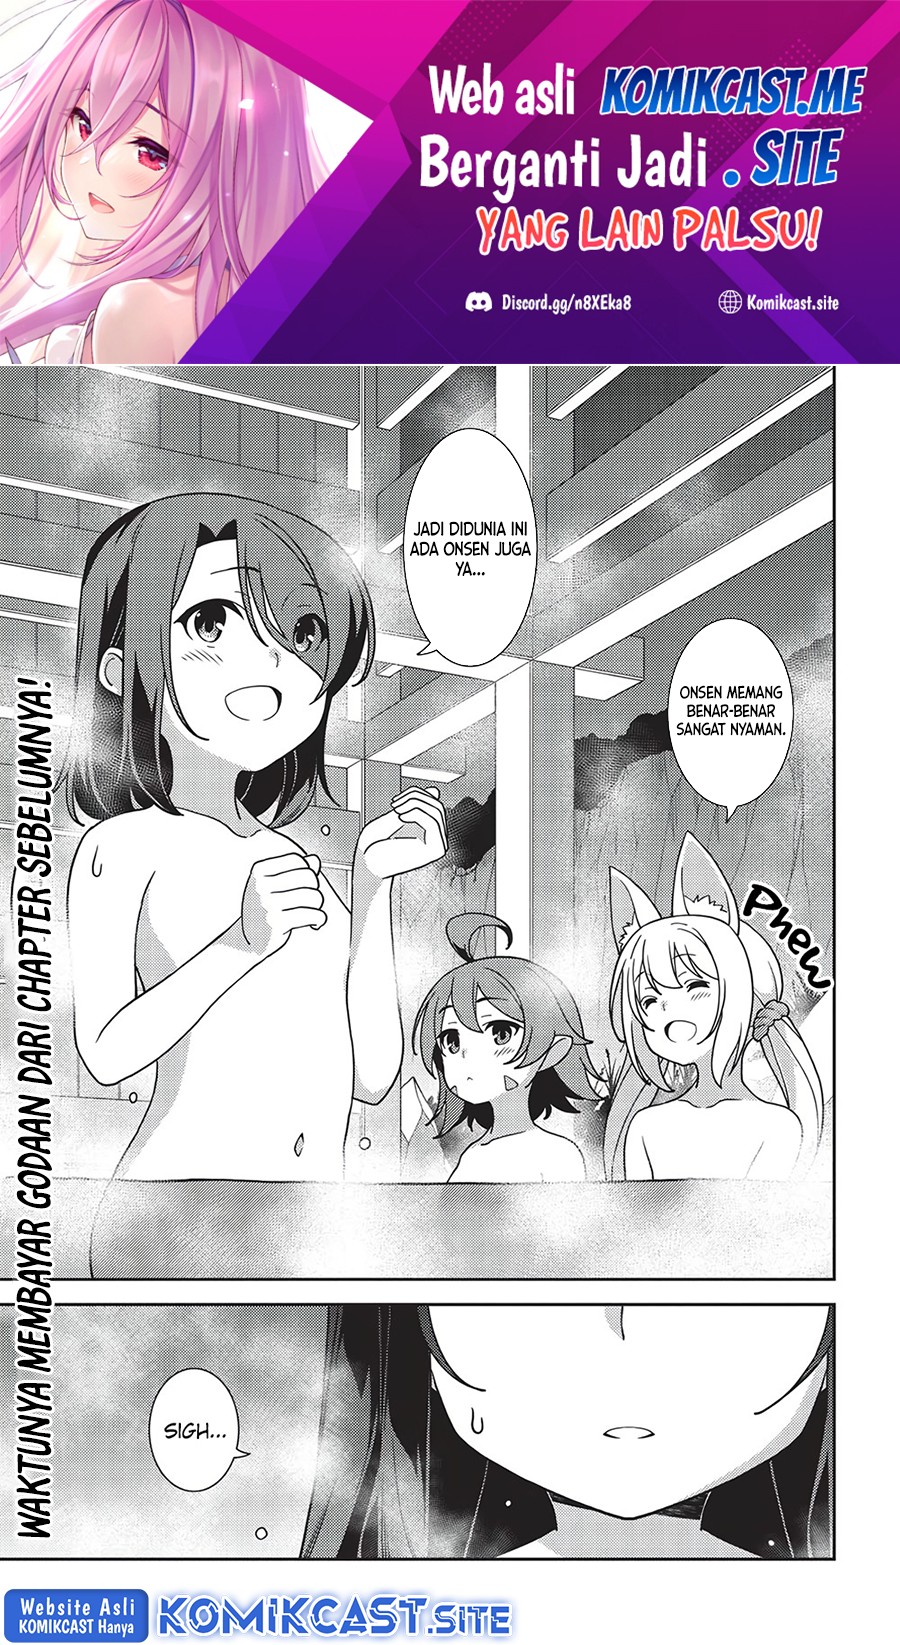 Web asli KOMIKCAST.ME
Berganti Jadi .SITE
YANG LAIN PALSU!
Discord.gg/n8XEka8 Komikcast.site
JADI DIDUNIA INI
ADA ONSEN JUGA
YA...
ONSEN MEMANG
BENAR-BENAR
SANGAT NYAMAN.
Phew
WAKTUNYA MEMBAYAR GODAAN DARI CHAPTER SEBELUMNYA!
SIGH...
Website Asli
KOMIKCAST Hanya
KOMIKCAST.SITE